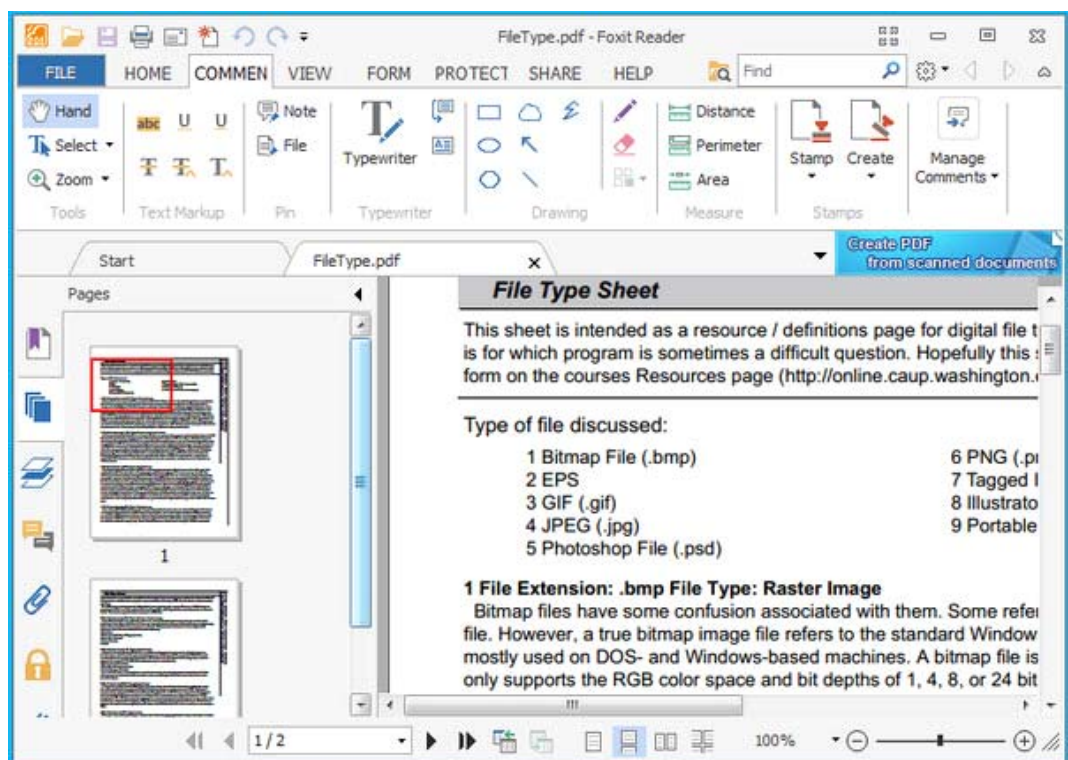 FileType.pdf - Foxit Reader
FILE HOME COMMEN VIEW FORM PROTECT SHARE HELP Find
Hand
Select
Zoom
Tools
abc U U
T T T
Text Markup
Note
File
Pin
Typewriter
Typewriter
Drawing
Distance
Perimeter
Area
Measure
Stamp Create
Stamps
Manage
Comments
Start FileType.pdf
Create PDF
from scanned documents
Pages
1
File Type Sheet
This sheet is intended as a resource / definitions page for digital file t
is for which program is sometimes a difficult question. Hopefully this
form on the courses Resources page (http://online.caup.washington.
Type of file discussed:
1 Bitmap File (.bmp)
2 EPS
3 GIF (.gif)
4 JPEG (.jpg)
5 Photoshop File (.psd)
6 PNG (.pr
7 Tagged I
8 Illustrato
9 Portable
1 File Extension: .bmp File Type: Raster Image
Bitmap files have some confusion associated with them. Some refer
file. However, a true bitmap image file refers to the standard Window
mostly used on DOS- and Windows-based machines. A bitmap file is
only supports the RGB color space and bit depths of 1, 4, 8, or 24 bit
1/2 100%